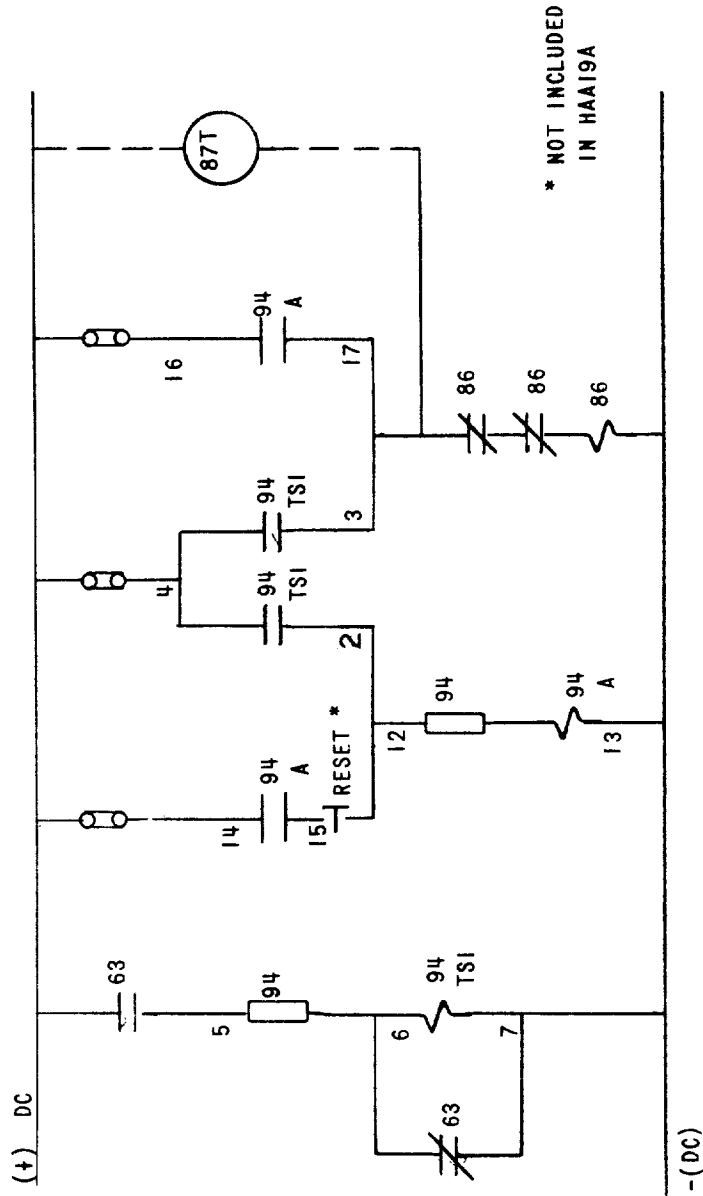 (+) DC
63
5
94
6
94
TSI
7
63
14
94
A
15
RESET *
12
94
94
A
13
4
94
TSI
2
94
TSI
3
16
94
A
17
87T
86
86
86
* NOT INCLUDED
IN HAA19A
-(DC)